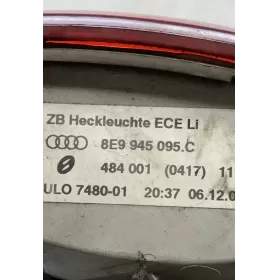 ZB Heckleuchte ECE Li
8E9 945 095.C
484 001 (0417) 11
ULO 7480-01 20:37 06.12.0